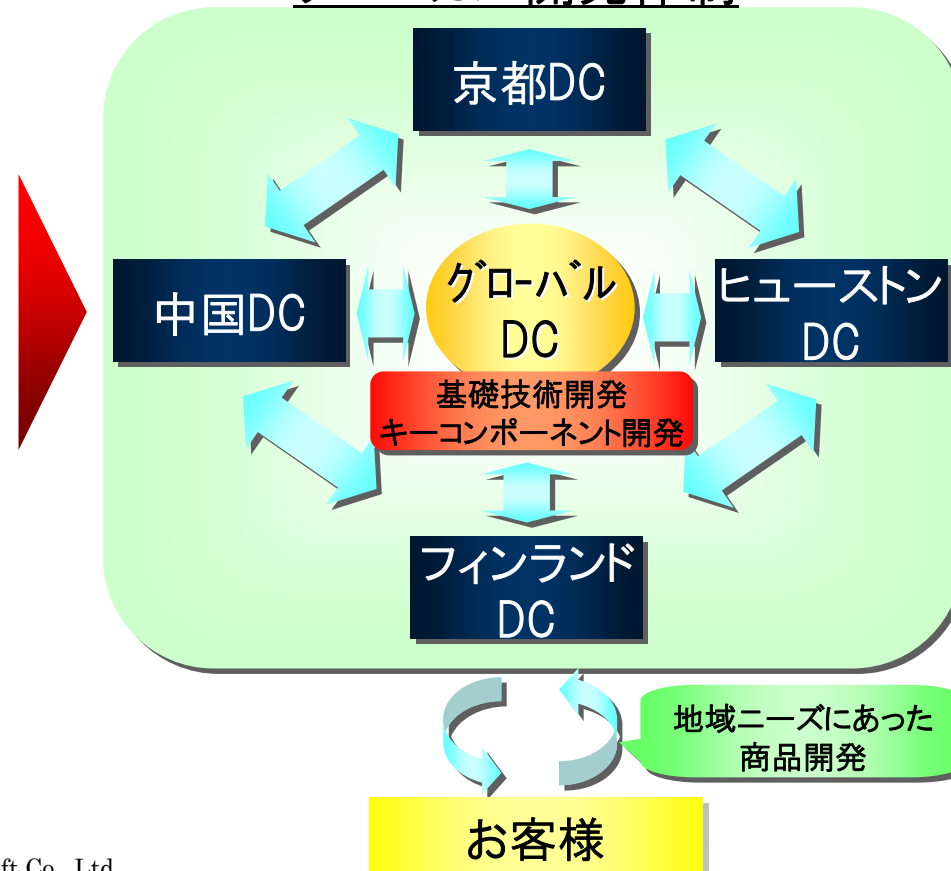 京都DC
グローバル
DC
中国DC
ヒューストン
DC
基礎技術開発
キーコンポーネント開発
フィンランド
DC
地域ニーズにあった
商品開発
お客様
Co., Ltd